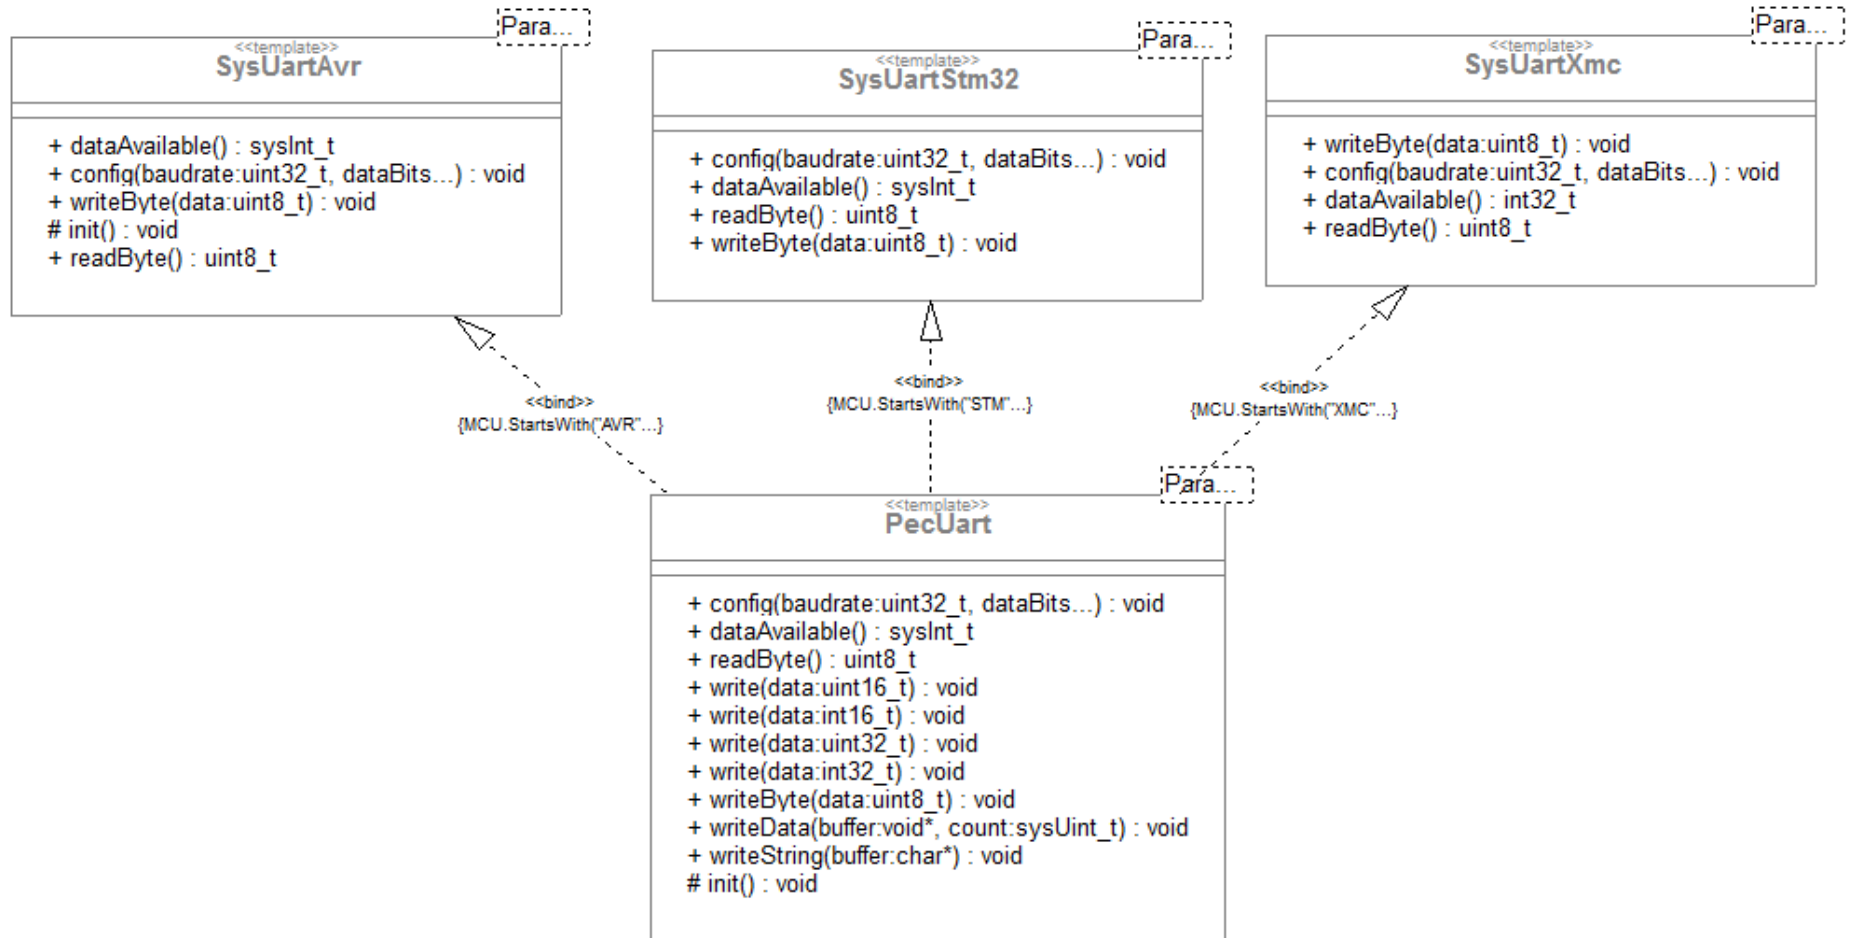 Para...
<<template>>
SysUartAvr
+ dataAvailable() : sysInt_t
+ config(baudrate:uint32_t, dataBits...) : void
+ writeByte(data:uint8_t) : void
# init() : void
+ readByte() : uint8_t
Para...
<<template>>
SysUartStm32
+ config(baudrate:uint32_t, dataBits...) : void
+ dataAvailable() : sysInt_t
+ readByte() : uint8_t
+ writeByte(data:uint8_t) : void
Para...
<<template>>
SysUartXmc
+ writeByte(data:uint8_t) : void
+ config(baudrate:uint32_t, dataBits...) : void
+ dataAvailable() : int32_t
+ readByte() : uint8_t
<<bind>>
{MCU.StartsWith("AVR"...}
<<bind>>
{MCU.StartsWith("STM"...}
<<bind>>
{MCU.StartsWith("XMC"...}
Para...
<<template>>
PecUart
+ config(baudrate:uint32_t, dataBits...) : void
+ dataAvailable() : sysInt_t
+ readByte() : uint8_t
+ write(data:uint16_t) : void
+ write(data:int16_t) : void
+ write(data:uint32_t) : void
+ write(data:int32_t) : void
+ writeByte(data:uint8_t) : void
+ writeData(buffer:void*, count:sysUint_t) : void
+ writeString(buffer:char*) : void
# init() : void